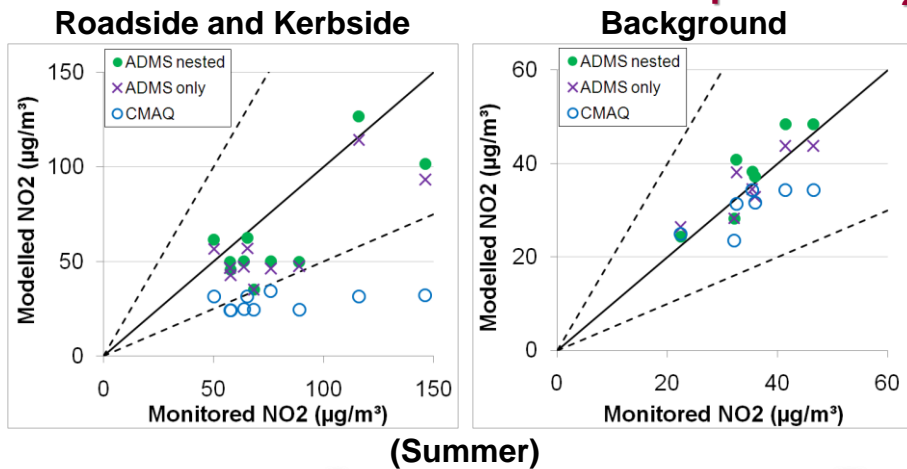 Roadside and Kerbside
Background
ADMS nested
ADMS only
CMAQ
Modelled NO2 (µg/m³)
150
100
50
0
0 50 100 150
Monitored NO2 (µg/m³)
ADMS nested
ADMS only
CMAQ
Modelled NO2 (µg/m³)
60
40
20
0
0 20 40 60
Monitored NO2 (µg/m³)
(Summer)